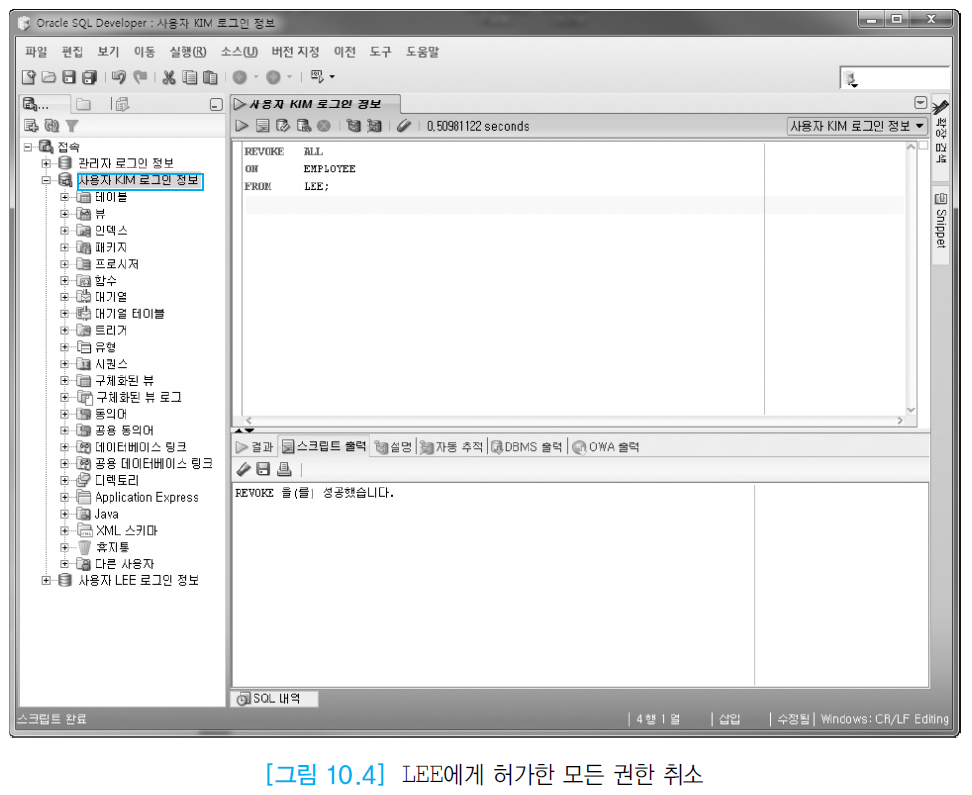 Oracle SQL Developer : 사용자 KIM 로그인 정보
파일 편집 보기 이동 실행(R) 소스(U) 버전 지정 이전 도구 도움말
사용자 KIM 로그인 정보
0.50981122 seconds
사용자 KIM 로그인 정보
접속
관리자 로그인 정보
사용자 KIM 로그인 정보
테이블
뷰
인덱스
패키지
프로시저
함수
대기열
대기열 테이블
트리거
유형
시퀀스
구체화된 뷰
구체화된 뷰 로그
동의어
공용 동의어
데이터베이스 링크
공용 데이터베이스 링크
디렉토리
Application Express
Java
XML 스키마
휴지통
다른 사용자
사용자 LEE 로그인 정보
REVOKE ALL
ON EMPLOYEE
FROM LEE;
확장 검색
Snippet
결과 스크립트 출력 설명 자동 추적 DBMS 출력 OWA 출력
REVOKE 을(를) 성공했습니다.
SQL 내역
스크립트 완료
4 행 1 열 삽입 수정됨 Windows: CR/LF Editing
[그림 10.4] LEE에게 허가한 모든 권한 취소